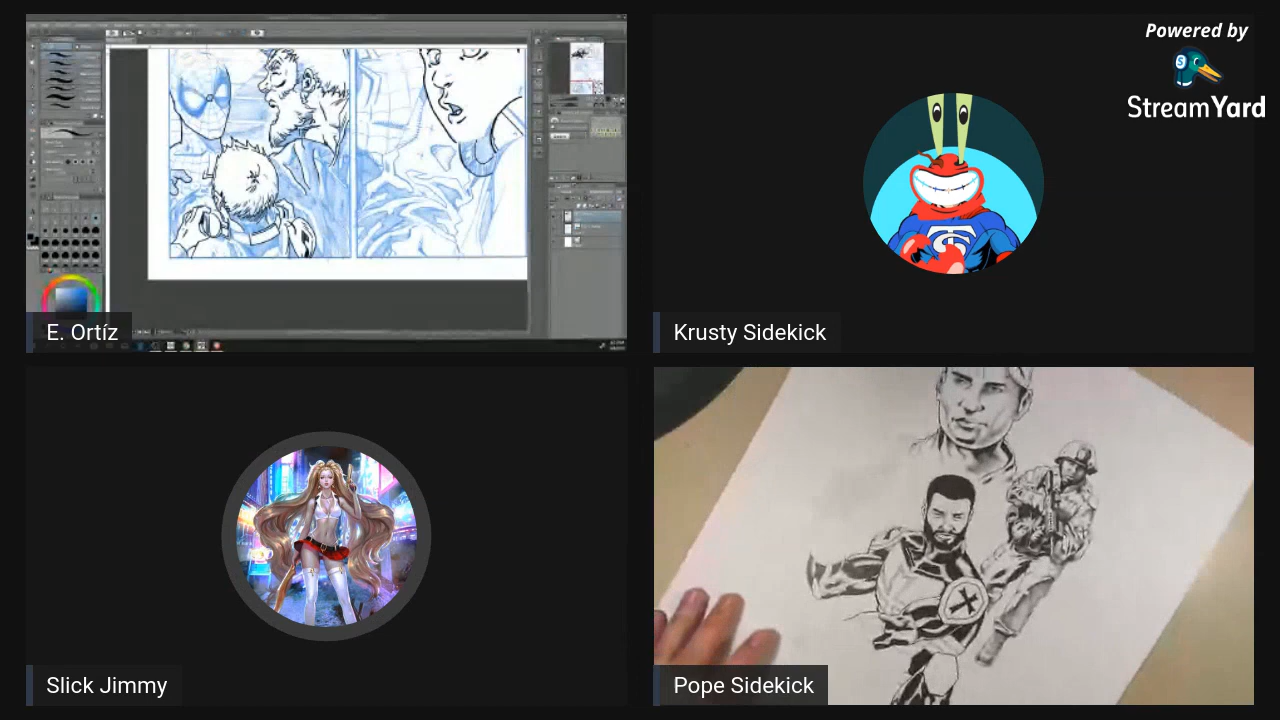 Powered by
StreamYard
E. Ortíz
Krusty Sidekick
Slick Jimmy
Pope Sidekick